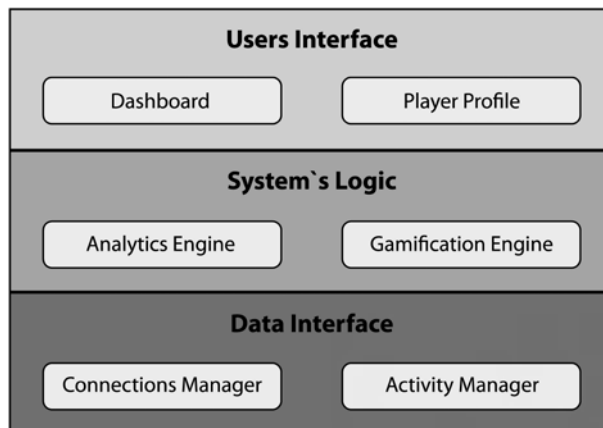 Users Interface
Dashboard
Player Profile
System`s Logic
Analytics Engine
Gamification Engine
Data Interface
Connections Manager
Activity Manager